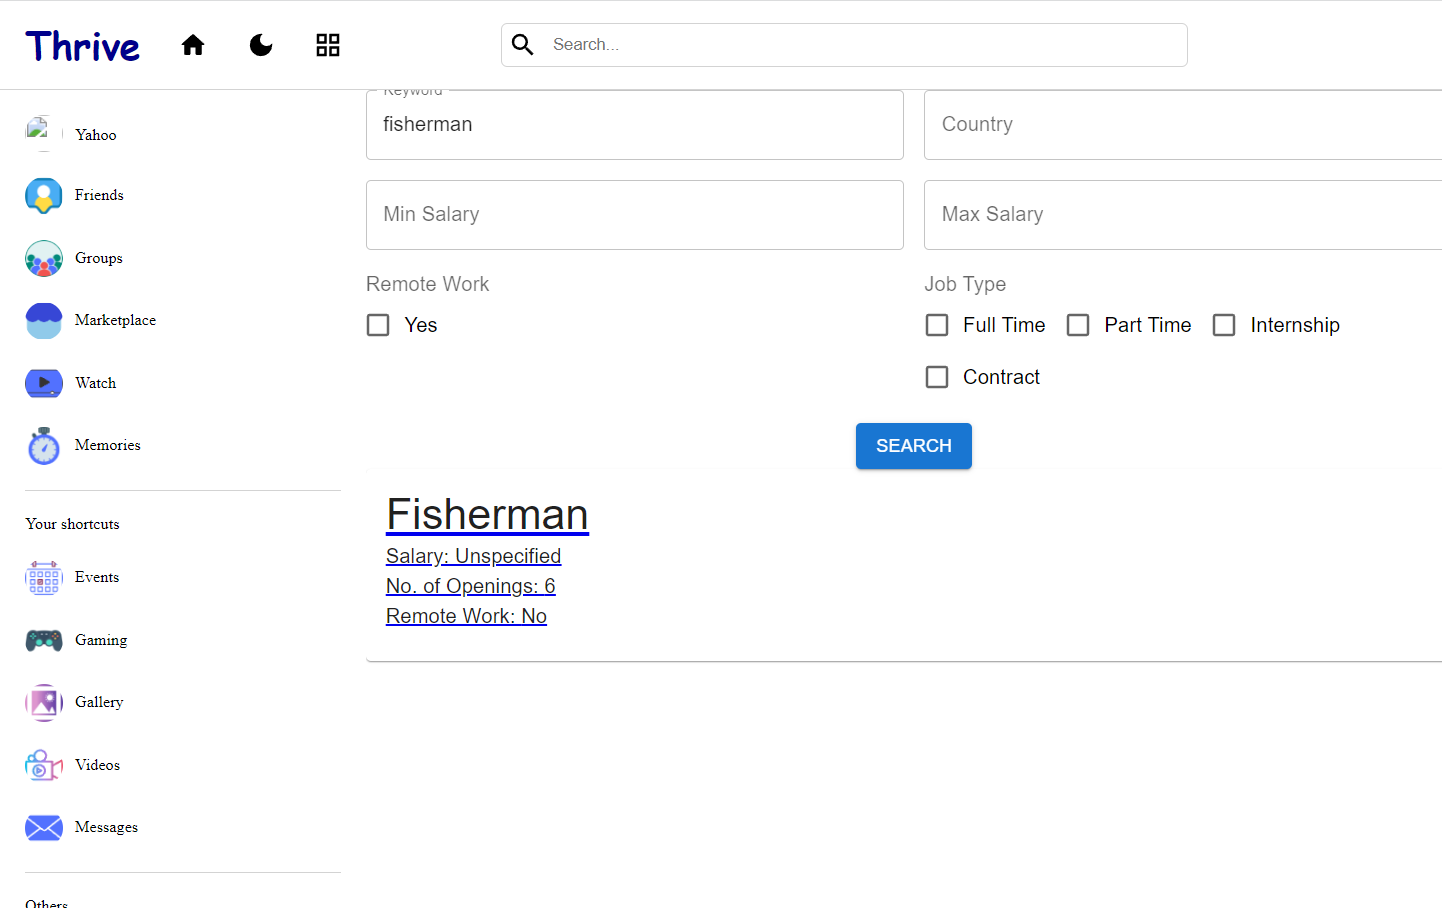 Thrive
Search...
Yahoo
Friends
Groups
Marketplace
Watch
Memories
Your shortcuts
Events
Gaming
Gallery
Videos
Messages
Others
Keyword
fisherman
Country
Min Salary
Max Salary
Remote Work
Yes
Job Type
Full Time
Part Time
Internship
Contract
SEARCH
Fisherman
Salary: Unspecified
No. of Openings: 6
Remote Work: No